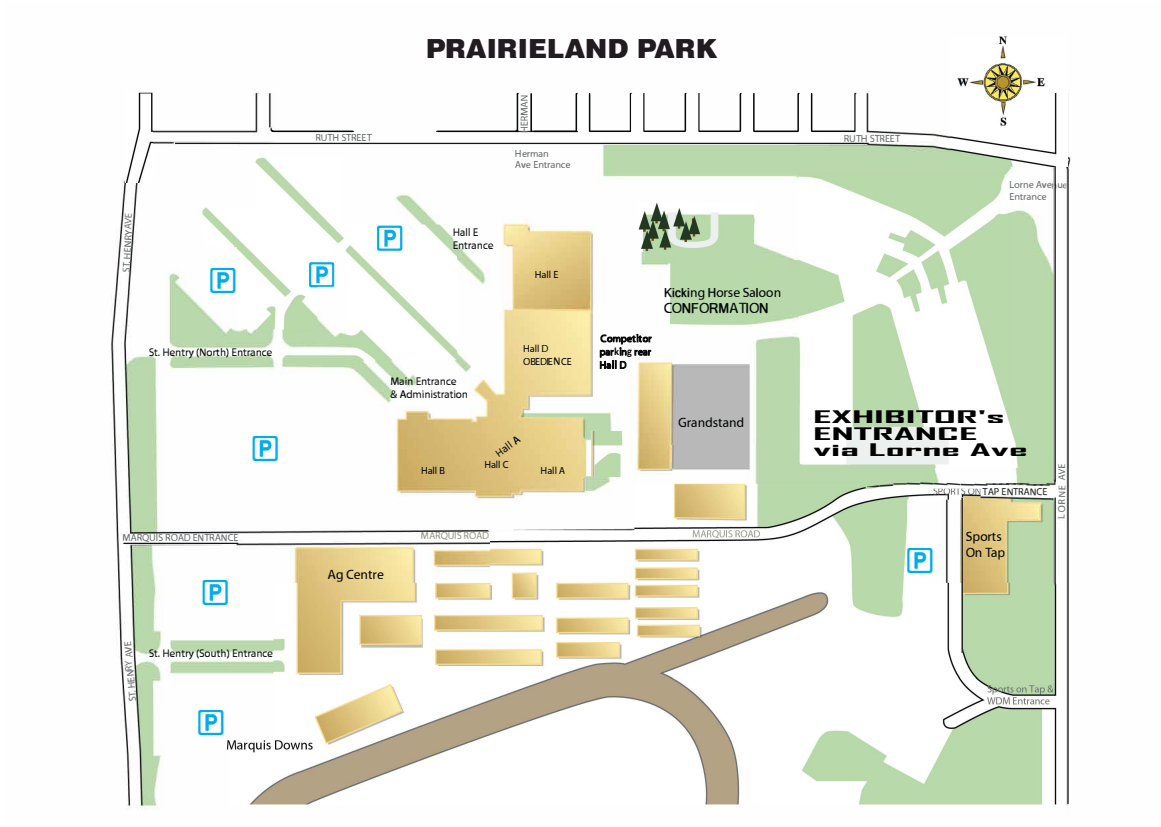 PRAIRIELAND PARK
N
W
E
S
HERMAN
RUTH STREET
RUTH STREET
Herman
Ave Entrance
Lorne Avenue
Entrance
ST. HENRY AVE
P
Hall E
Entrance
P
P
Hall E
Kicking Horse Saloon
CONFORMATION
St. Hentry (North) Entrance
Hall D
OBEDIENCE
Competitor
parking rear
Hall D
Main Entrance
& Administration
Grandstand
EXHIBITOR's
ENTRANCE
via Lorne Ave
P
Hall A
Hall B
Hall C
Hall A
LORNE AVE
SPORTS ON TAP ENTRANCE
MARQUIS ROAD ENTRANCE
MARQUIS ROAD
MARQUIS ROAD
Sports
On Tap
P
Ag Centre
P
St. Hentry (South) Entrance
ST. HENRY AVE
Sports on Tap &
WDM Entrance
P
Marquis Downs